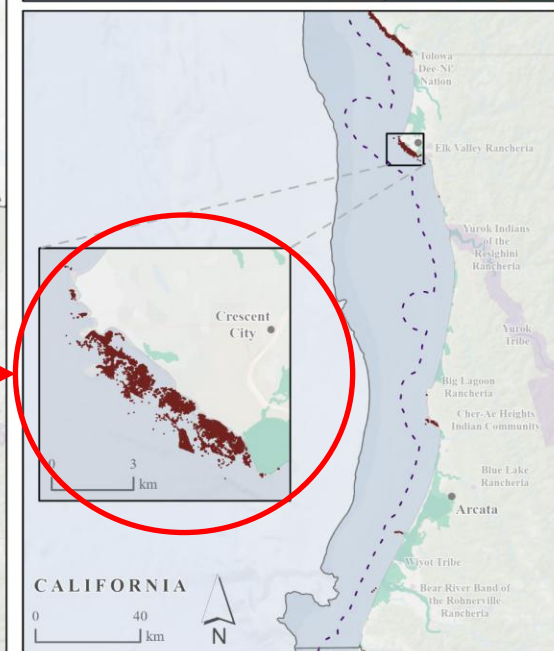 Tolowa
Dee-Ni'
Nation
Elk Valley Rancheria
Yurok Indians
of the
Resighini
Rancheria
Crescent
City
Yurok
Tribe
Big Lagoon
Rancheria
Cher-Ae Heights
Indian Community
0 3
km
Blue Lake
Rancheria
Arcata
Wiyot Tribe
CALIFORNIA
Bear River Band of
the Rohnerville
Rancheria
0 40
km
N